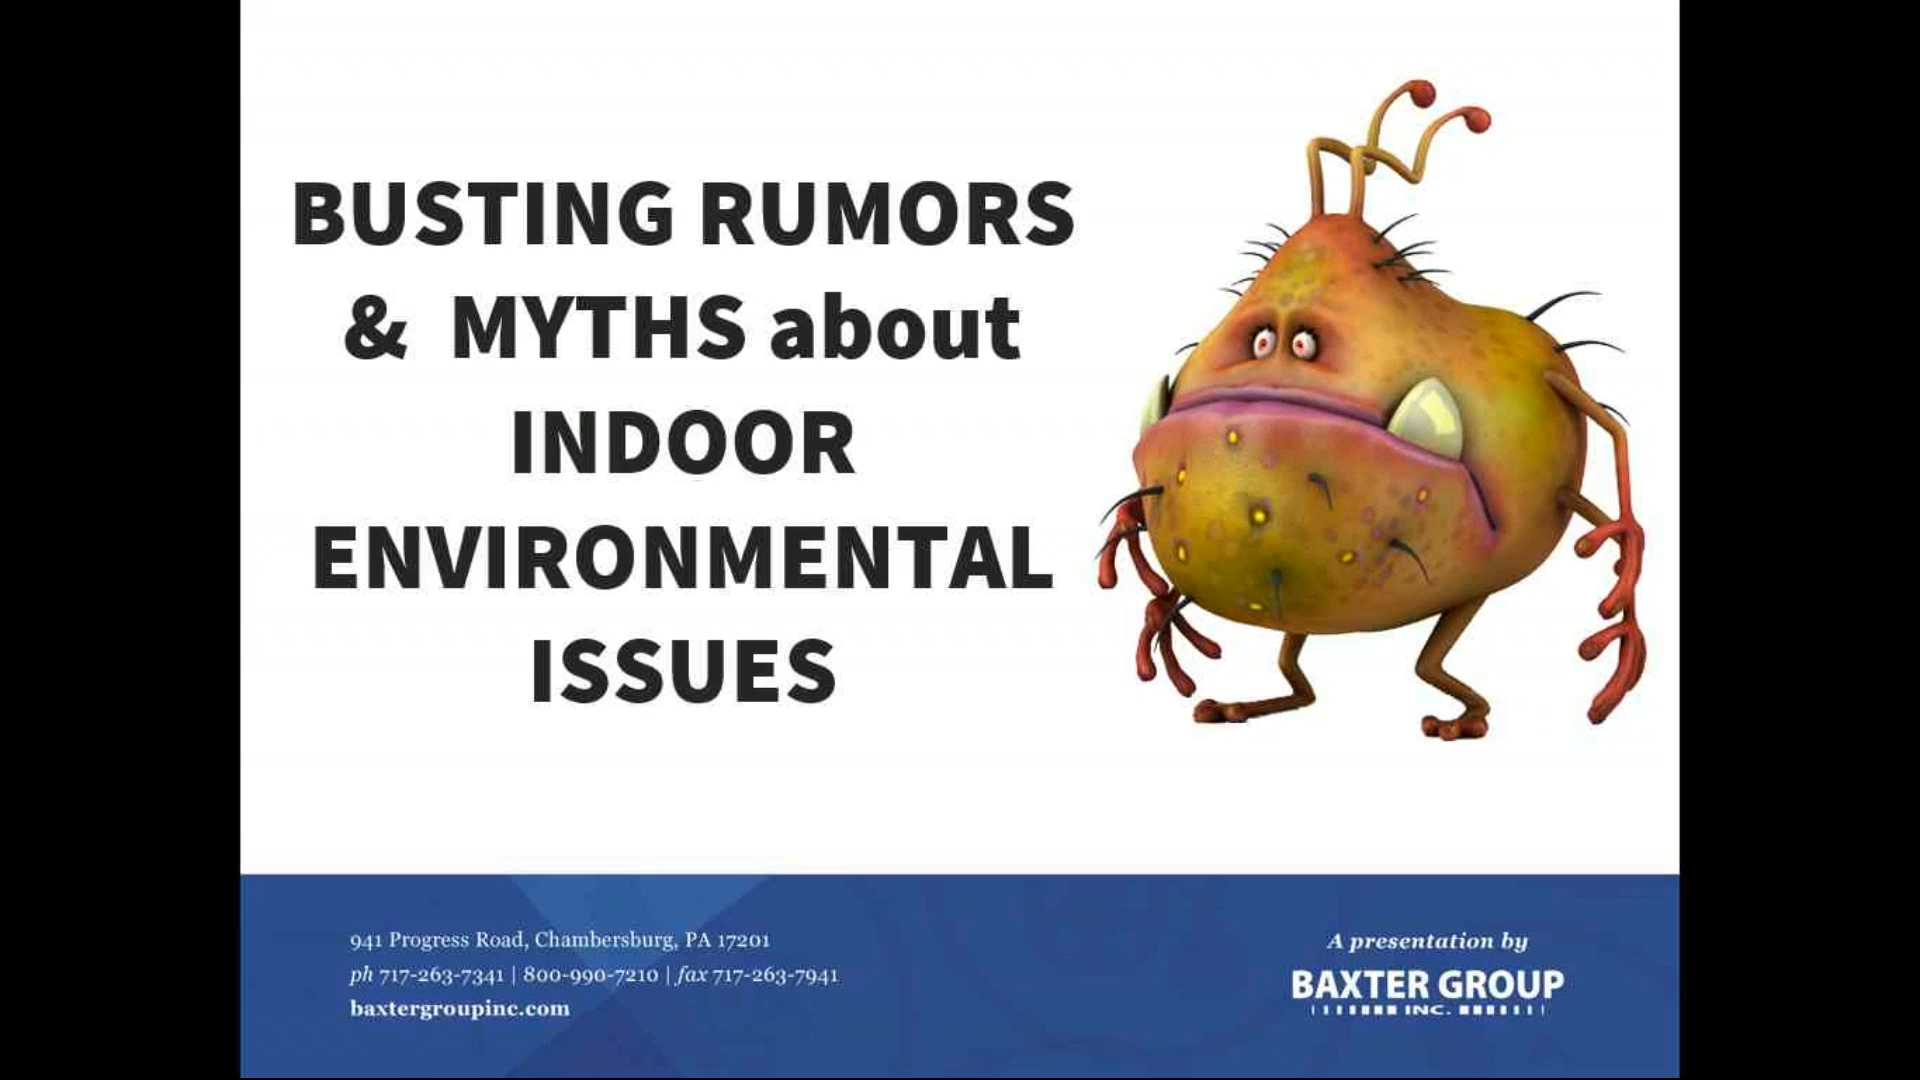 BUSTING RUMORS
& MYTHS about
INDOOR
ENVIRONMENTAL
ISSUES
941 Progress Road, Chambersburg, PA 17201
ph 717-263-7341 | 800-990-7210 | fax 717-263-7941
baxtergroupinc.com
A presentation by
BAXTER GROUP
INC.